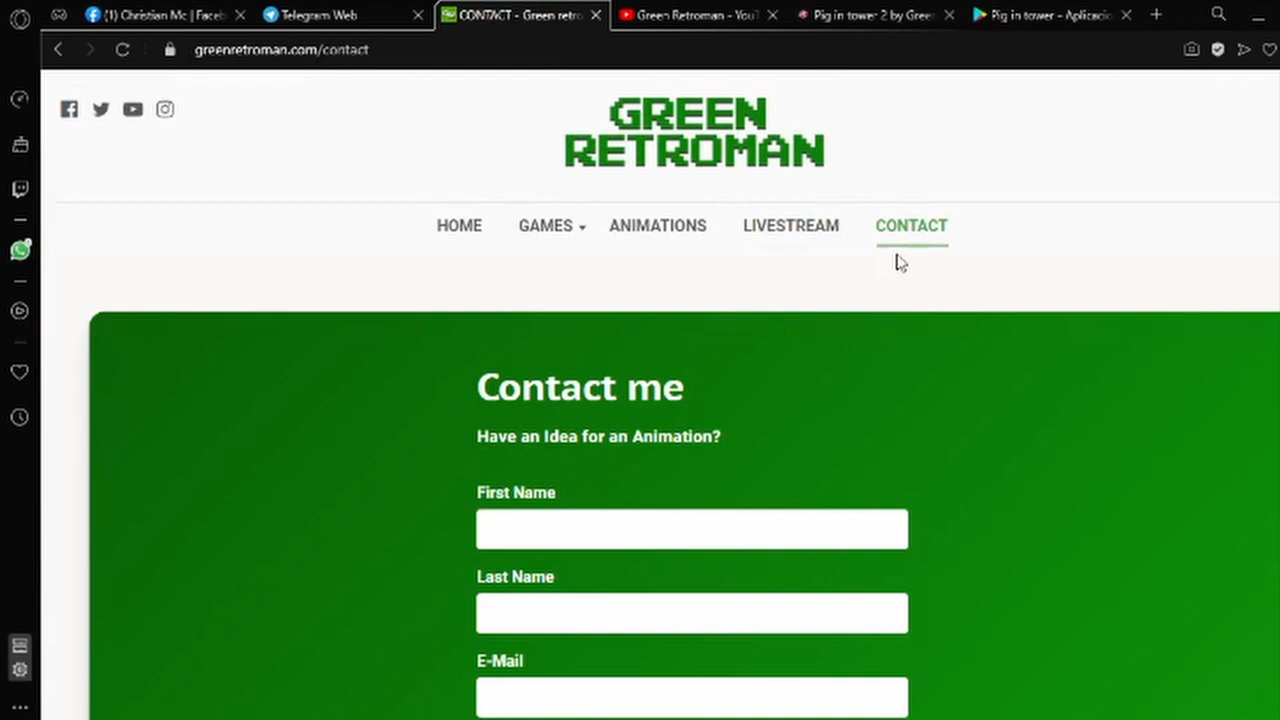 (1) Christian Mc | Faceb
Telegram Web
CONTACT - Green retro
Green Retroman - YouT
Pig in tower 2 by Green
Pig in tower - Aplicacio
greenretroman.com/contact
GREEN
RETROMAN
HOME GAMES ANIMATIONS LIVESTREAM CONTACT
Contact me
Have an Idea for an Animation?
First Name
Last Name
E-Mail